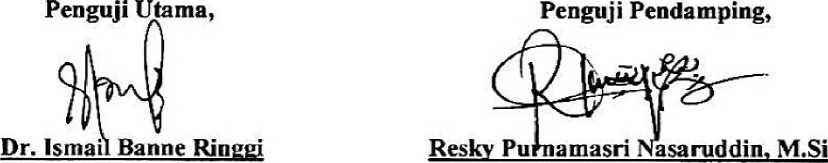 Penguji Utama,
Penguji Pendamping,
Dr. Ismail Banne Ringgi
Resky Purnamasri Nasaruddin, M.Si